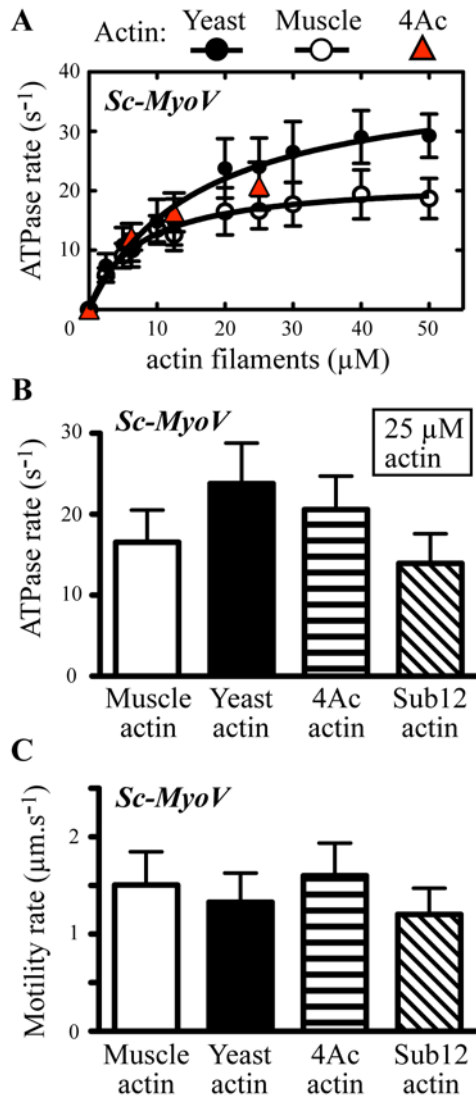 A
Actin: Yeast Muscle 4Ac
Sc-MyoV
ATPase rate (s⁻¹)
40
30
20
10
0 10 20 30 40 50
actin filaments (µM)
B
Sc-MyoV
25 µM
actin
ATPase rate (s⁻¹)
30
20
10
0
Muscle Yeast 4Ac Sub12
actin actin actin actin
C
Sc-MyoV
Motility rate (µm.s⁻¹)
2
1
0
Muscle Yeast 4Ac Sub12
actin actin actin actin